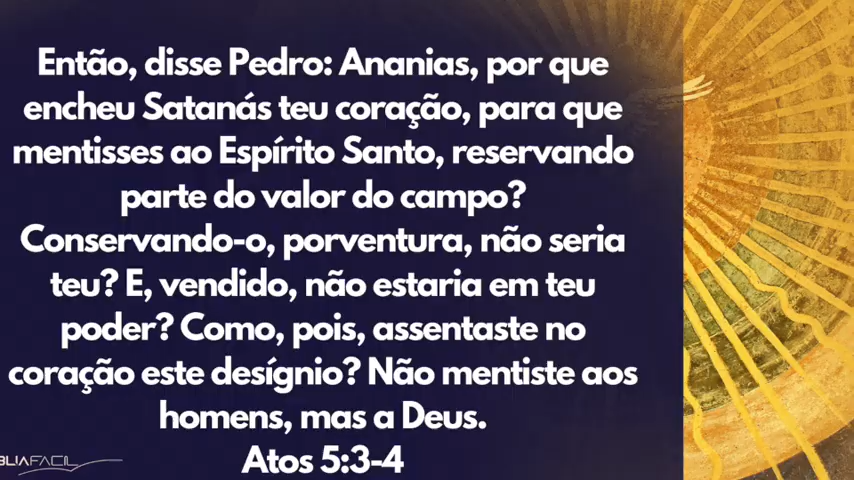 Então, disse Pedro: Ananias, por que
encheu Satanás teu coração, para que
mentisses ao Espírito Santo, reservando
parte do valor do campo?
Conservando-o, porventura, não seria
teu? E, vendido, não estaria em teu
poder? Como, pois, assentaste no
coração este desígnio? Não mentiste aos
homens, mas a Deus.
Atos 5:3-4
BLIAFACIL